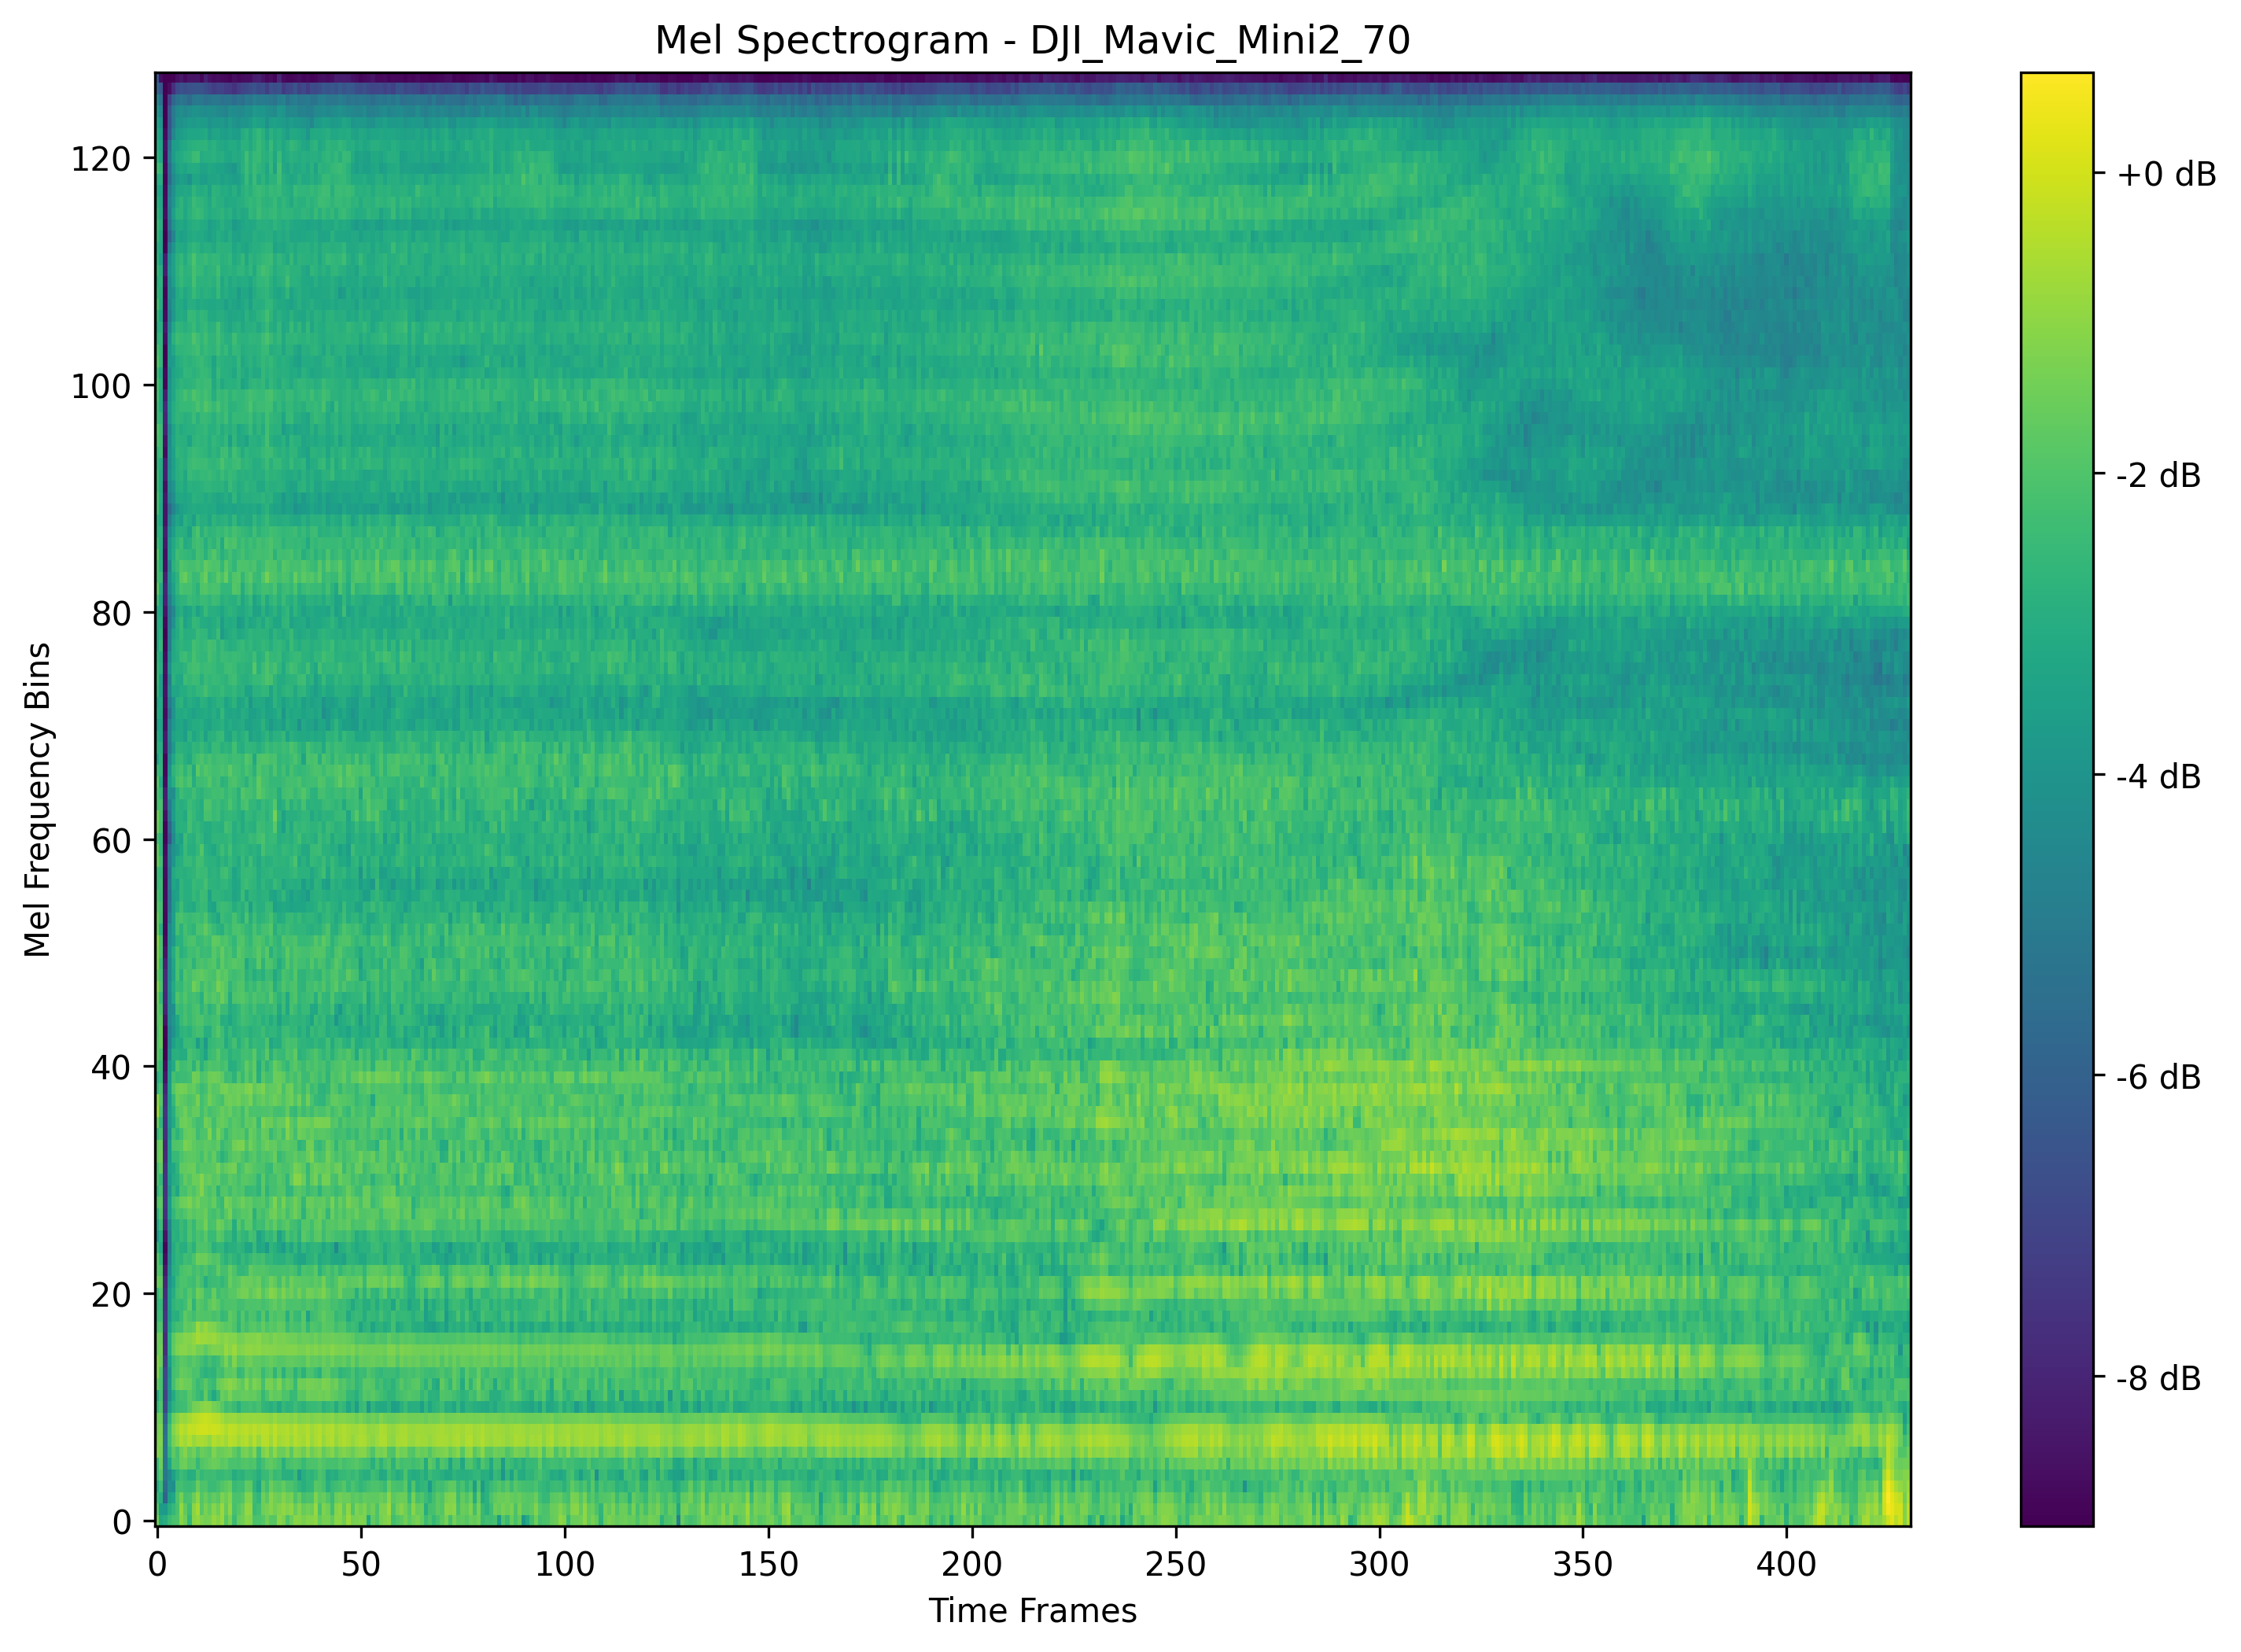 Mel Spectrogram - DJI_Mavic_Mini2_70
Mel Frequency Bins
120
100
80
60
40
20
0
0 50 100 150 200 250 300 350 400
Time Frames
+0 dB
-2 dB
-4 dB
-6 dB
-8 dB